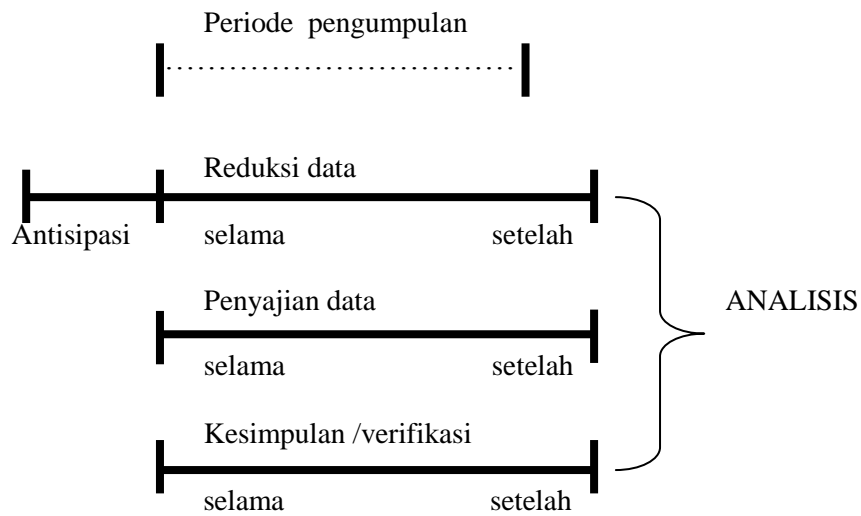 Periode pengumpulan
Reduksi data
Antisipasi selama setelah
Penyajian data
ANALISIS
selama setelah
Kesimpulan /verifikasi
selama setelah